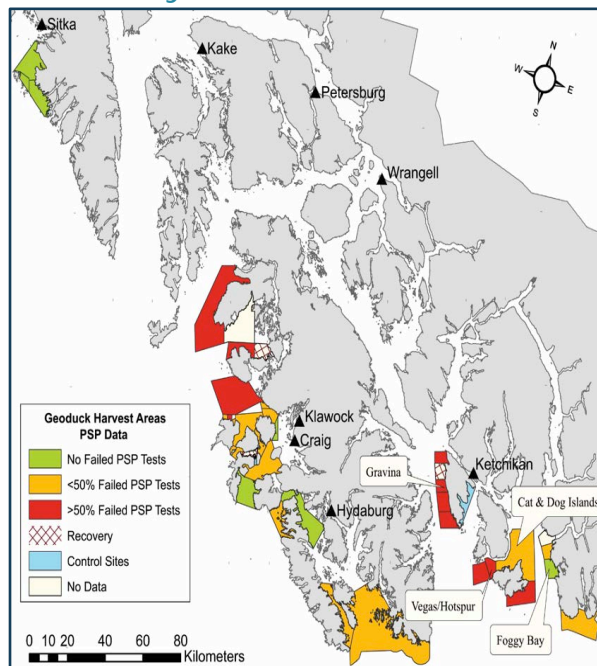 Sitka
Kake
N
W
E
S
Petersburg
Wrangell
Geoduck Harvest Areas
PSP Data
No Failed PSP Tests
<50% Failed PSP Tests
>50% Failed PSP Tests
Recovery
Control Sites
No Data
Klawock
Craig
Gravina
Ketchikan
Cat & Dog Islands
Hydaburg
Vegas/Hotspur
Foggy Bay
0 10 20 40 60 80
Kilometers